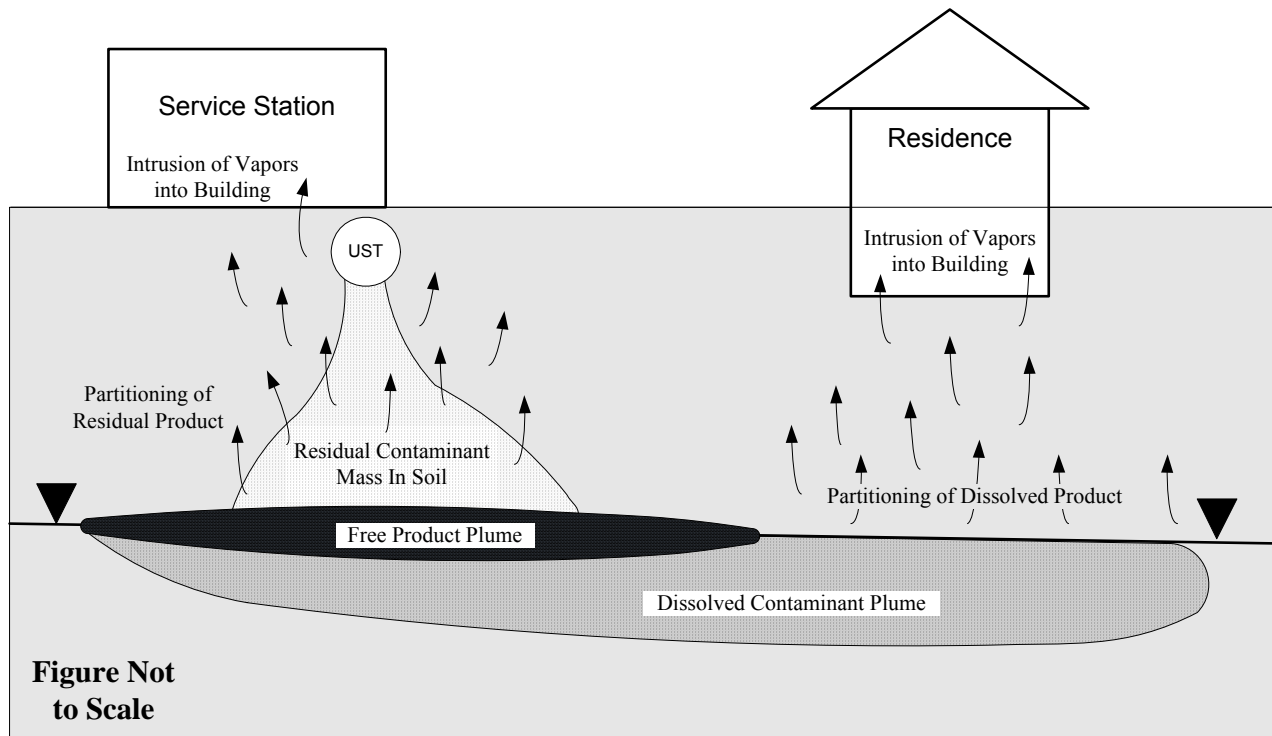 Service Station
Intrusion of Vapors
into Building
UST
Residence
Intrusion of Vapors
into Building
Partitioning of
Residual Product
Residual Contaminant
Mass In Soil
Partitioning of Dissolved Product
Free Product Plume
Dissolved Contaminant Plume
Figure Not
to Scale